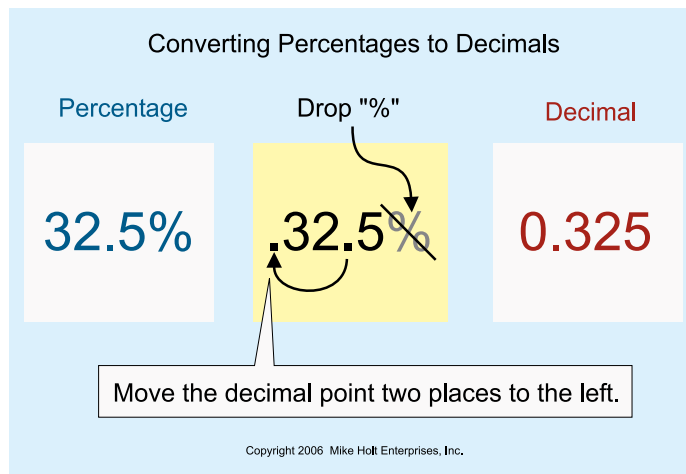 Converting Percentages to Decimals
Percentage
Drop "%"
Decimal
32.5%
.32.5%
0.325
Move the decimal point two places to the left.
Copyright 2006 Mike Holt Enterprises, Inc.